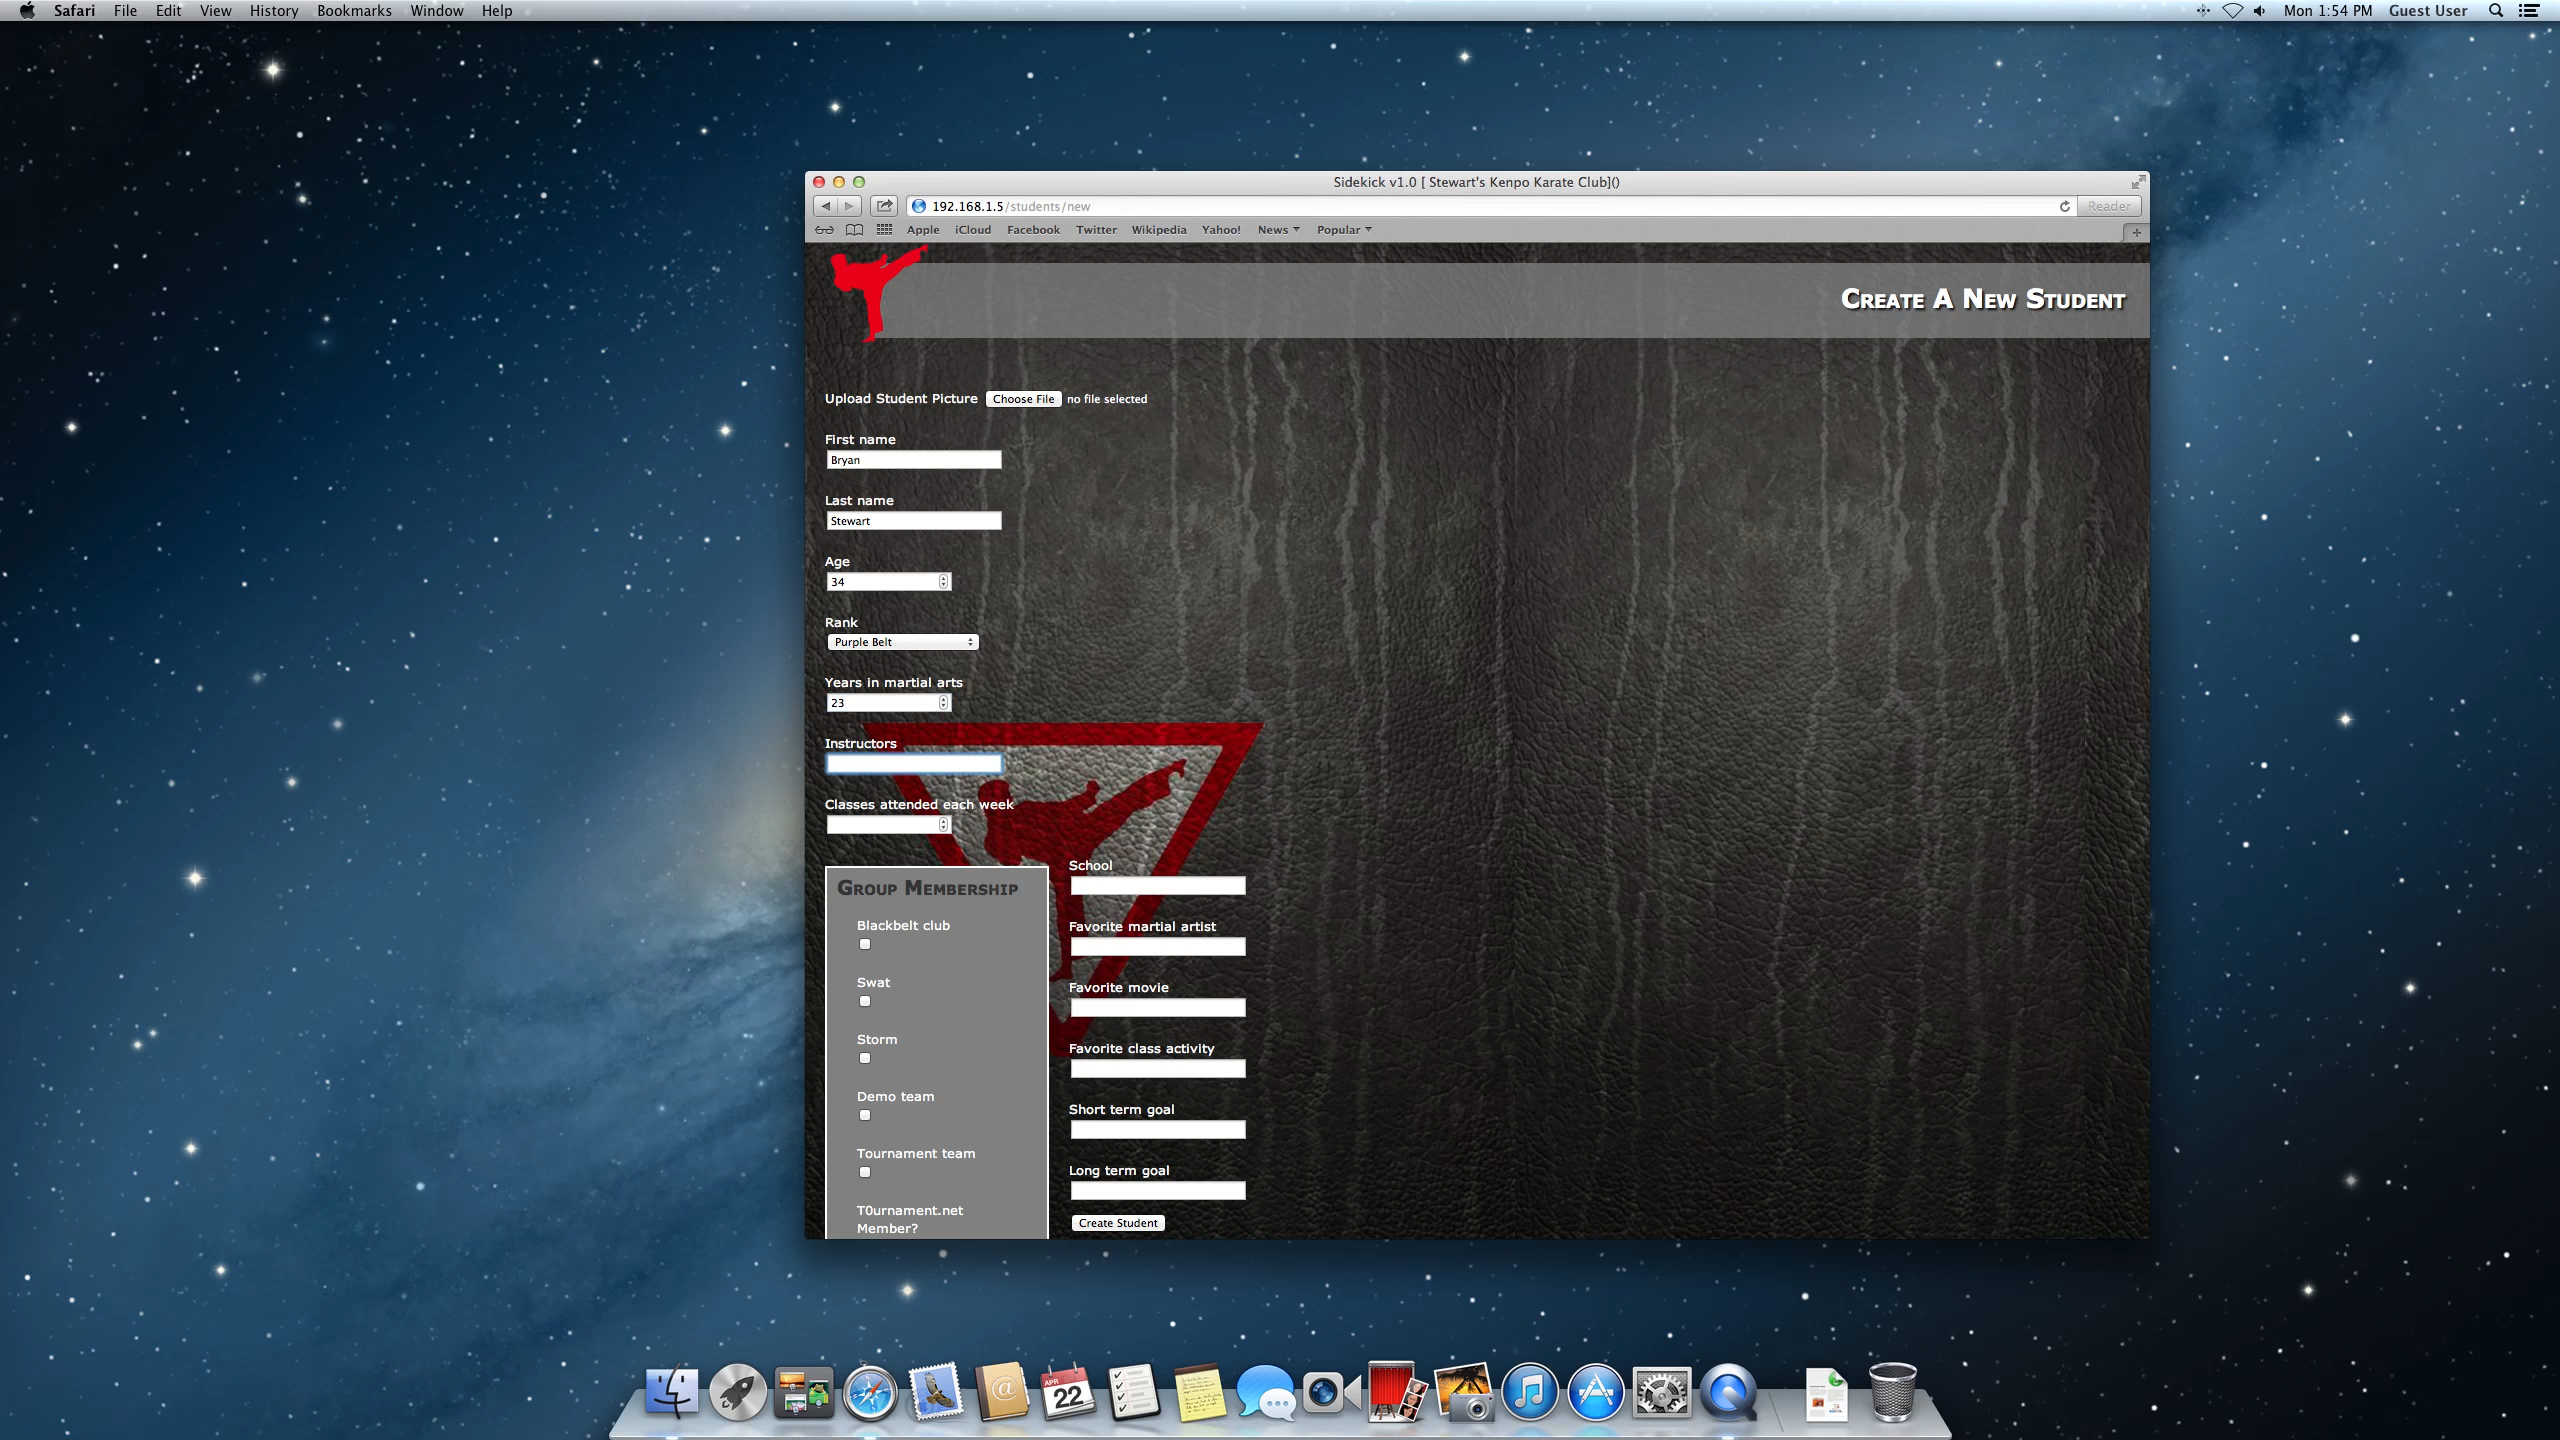 Safari File Edit View History Bookmarks Window Help Mon 1:54 PM Guest User
Sidekick v1.0 [ Stewart's Kenpo Karate Club]()
192.168.1.5/students/new Reader
Apple iCloud Facebook Twitter Wikipedia Yahoo! News Popular
Create A New Student
Upload Student Picture Choose File no file selected
First name
Bryan
Last name
Stewart
Age
34
Rank
Purple Belt
Years in martial arts
23
Instructors
Classes attended each week
Group Membership
Blackbelt club
Swat
Storm
Demo team
Tournament team
T0urnament.net
Member?
School
Favorite martial artist
Favorite movie
Favorite class activity
Short term goal
Long term goal
Create Student
APR
22